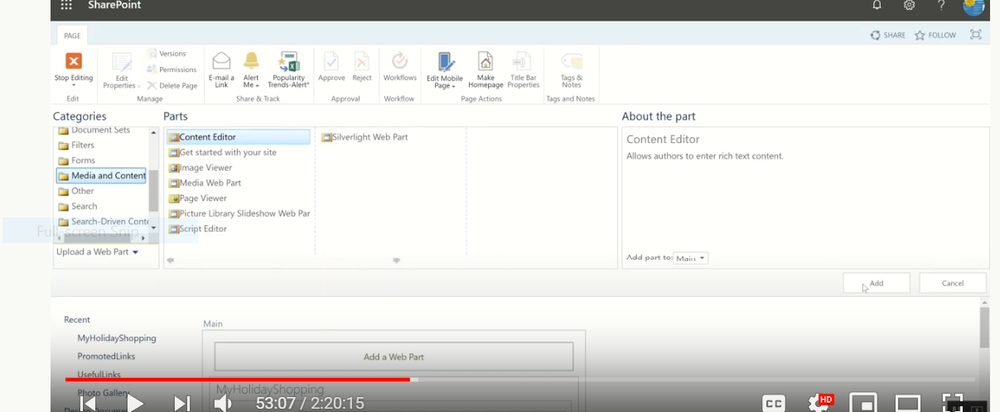 SharePoint
?
PAGE
SHARE FOLLOW
Stop Editing
Edit Properties
Versions
Permissions
Delete Page
E-mail a Link
Alert Me
Popularity Trends-Alert*
Approve
Reject
Workflows
Edit Mobile Page
Make Homepage
Title Bar Properties
Tags & Notes
Edit
Manage
Share & Track
Approval
Workflow
Page Actions
Tags and Notes
Categories
Document Sets
Filters
Forms
Media and Content
Other
Search
Search-Driven Conte
Full-screen Snip
Upload a Web Part
Parts
Content Editor
Get started with your site
Image Viewer
Media Web Part
Page Viewer
Picture Library Slideshow Web Par
Script Editor
Silverlight Web Part
About the part
Content Editor
Allows authors to enter rich text content.
Add part to: Main
Add
Cancel
Recent
MyHolidayShopping
PromotedLinks
UsefulLinks
Photo Gallery
Main
Add a Web Part
MyHolidayShopping
53:07 / 2:20:15
CC
HD